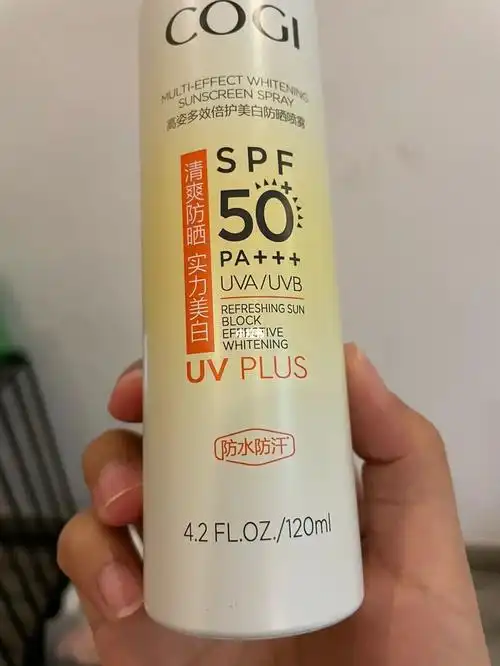 COGI
MULTI-EFFECT WHITENING
SUNSCREEN SPRAY
高姿多效倍护美白防晒喷雾
清爽防晒 实力美白
SPF
50+
PA+++
UVA/UVB
REFRESHING SUN
BLOCK
EFFECTIVE
WHITENING
UV PLUS
防水防汗
4.2 FL.OZ./120ml